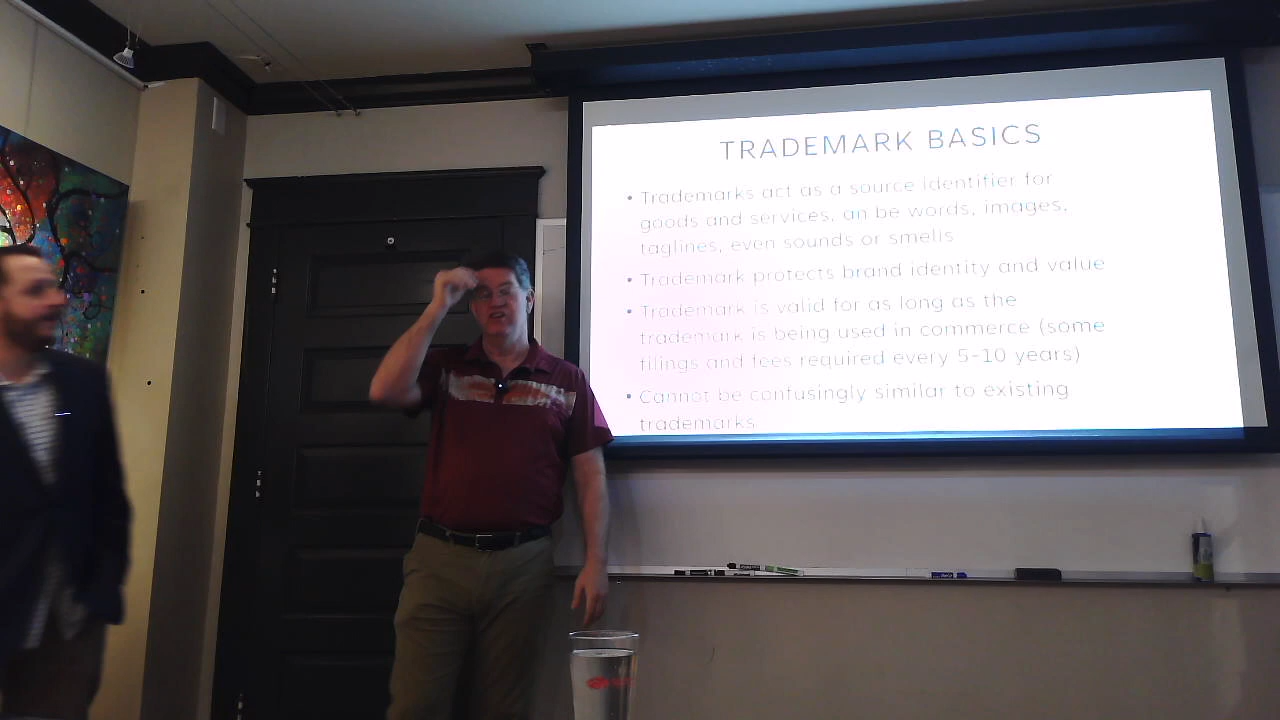 TRADEMARK BASICS
• Trademarks act as a source identifier for
goods and services, an be words, images,
taglines, even sounds or smells
• Trademark protects brand identity and value
• Trademark is valid for as long as the
trademark is being used in commerce (some
filings and fees required every 5-10 years)
• Cannot be confusingly similar to existing
trademarks